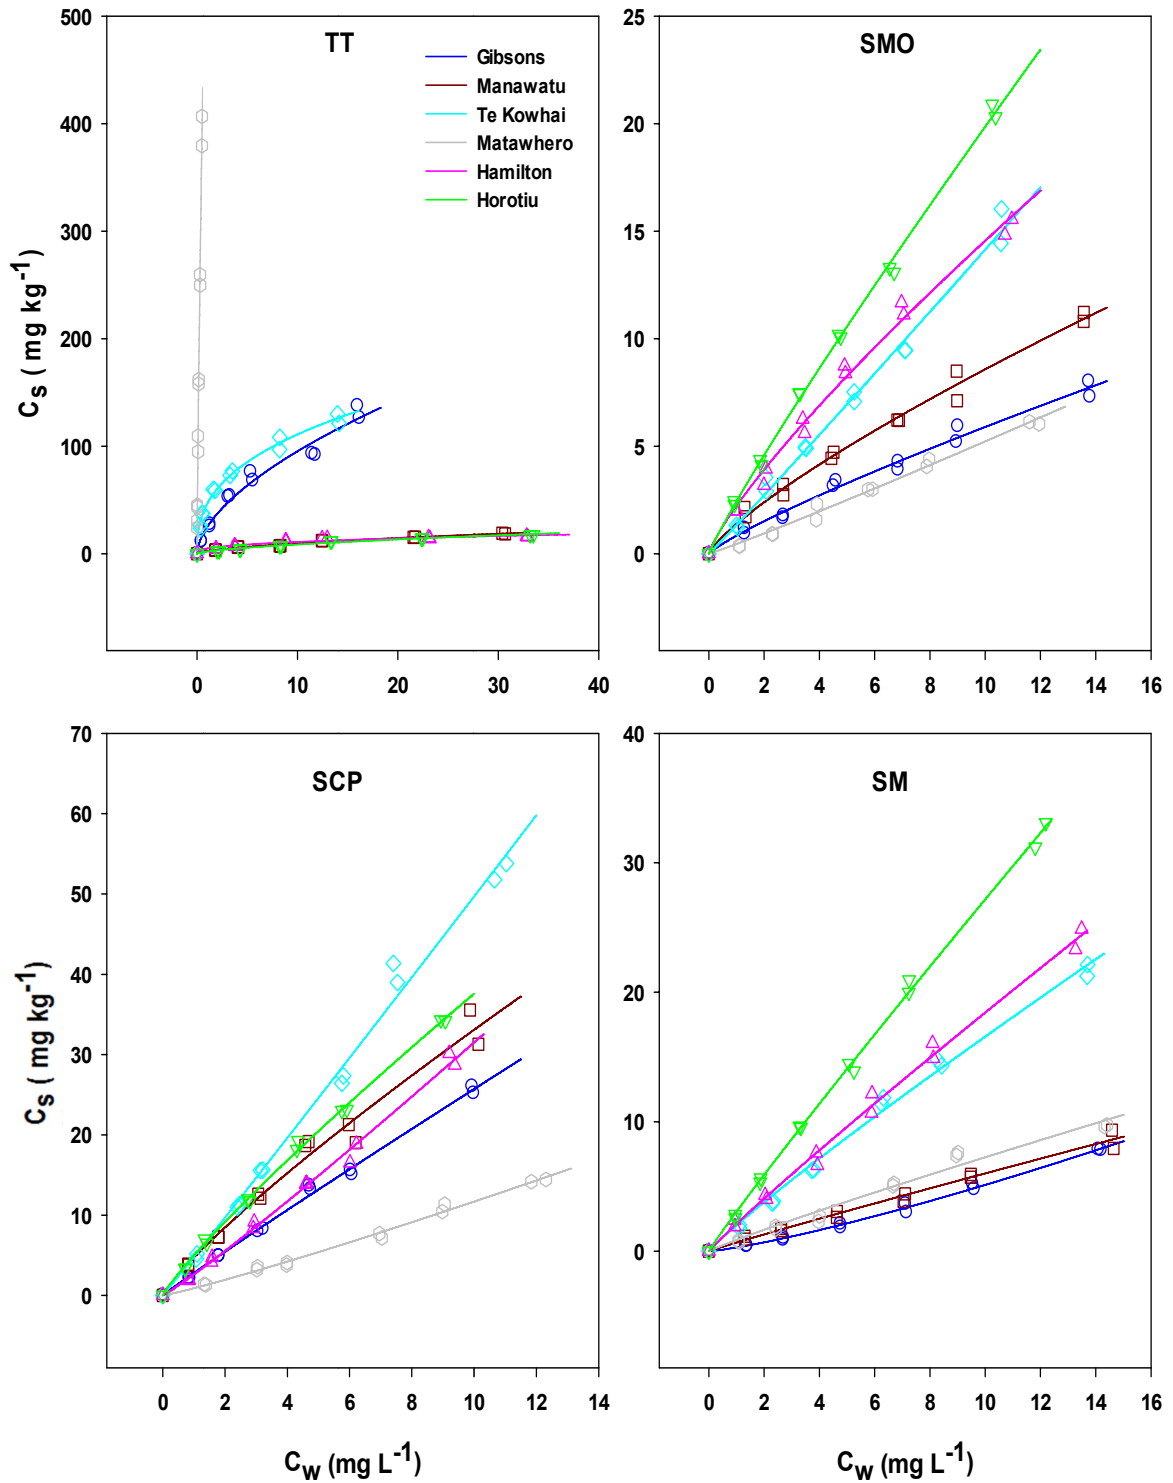 TT
Gibsons
Manawatu
Te Kowhai
Matawhero
Hamilton
Horotiu
500
400
300
200
100
0
0 10 20 30 40
C_S ( mg kg^-1)
SMO
25
20
15
10
5
0
0 2 4 6 8 10 12 14 16
SCP
70
60
50
40
30
20
10
0
0 2 4 6 8 10 12 14
C_S ( mg kg^-1)
C_W (mg L^-1)
SM
40
30
20
10
0
0 2 4 6 8 10 12 14 16
C_W (mg L^-1)